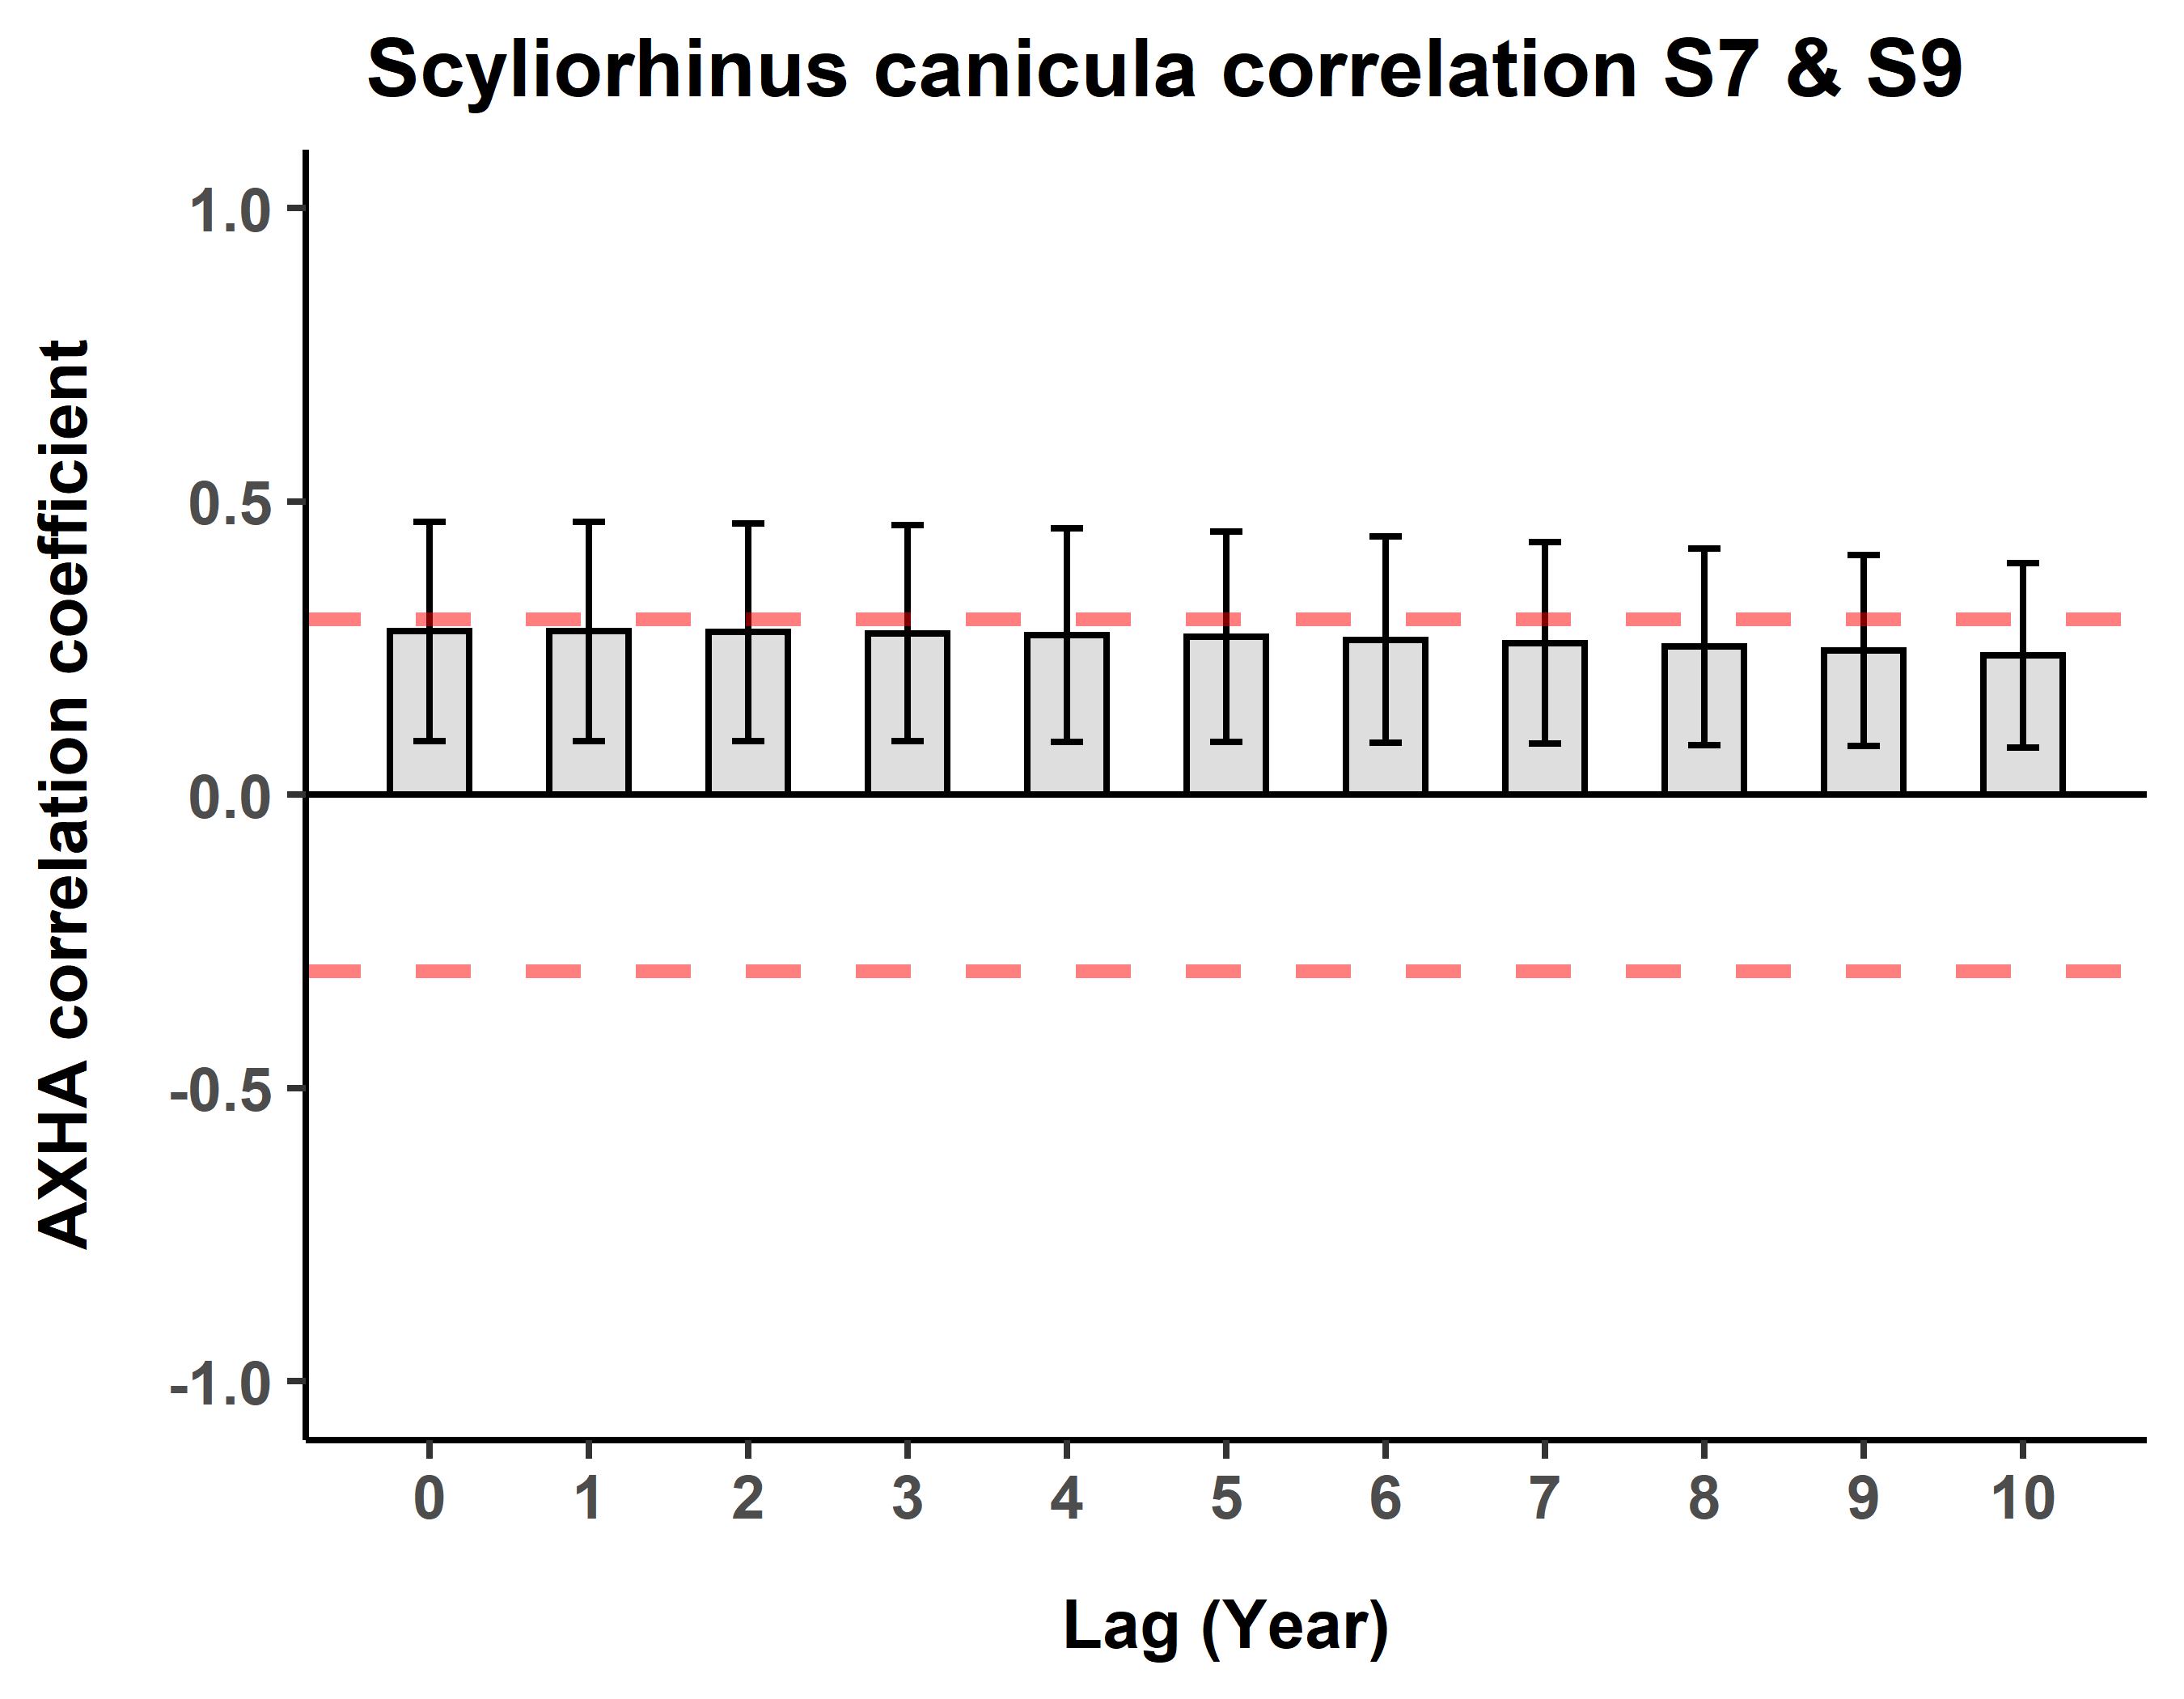 Scyliorhinus canicula correlation S7 & S9
AXHA correlation coefficient
1.0
0.5
0.0
-0.5
-1.0
0 1 2 3 4 5 6 7 8 9 10
Lag (Year)